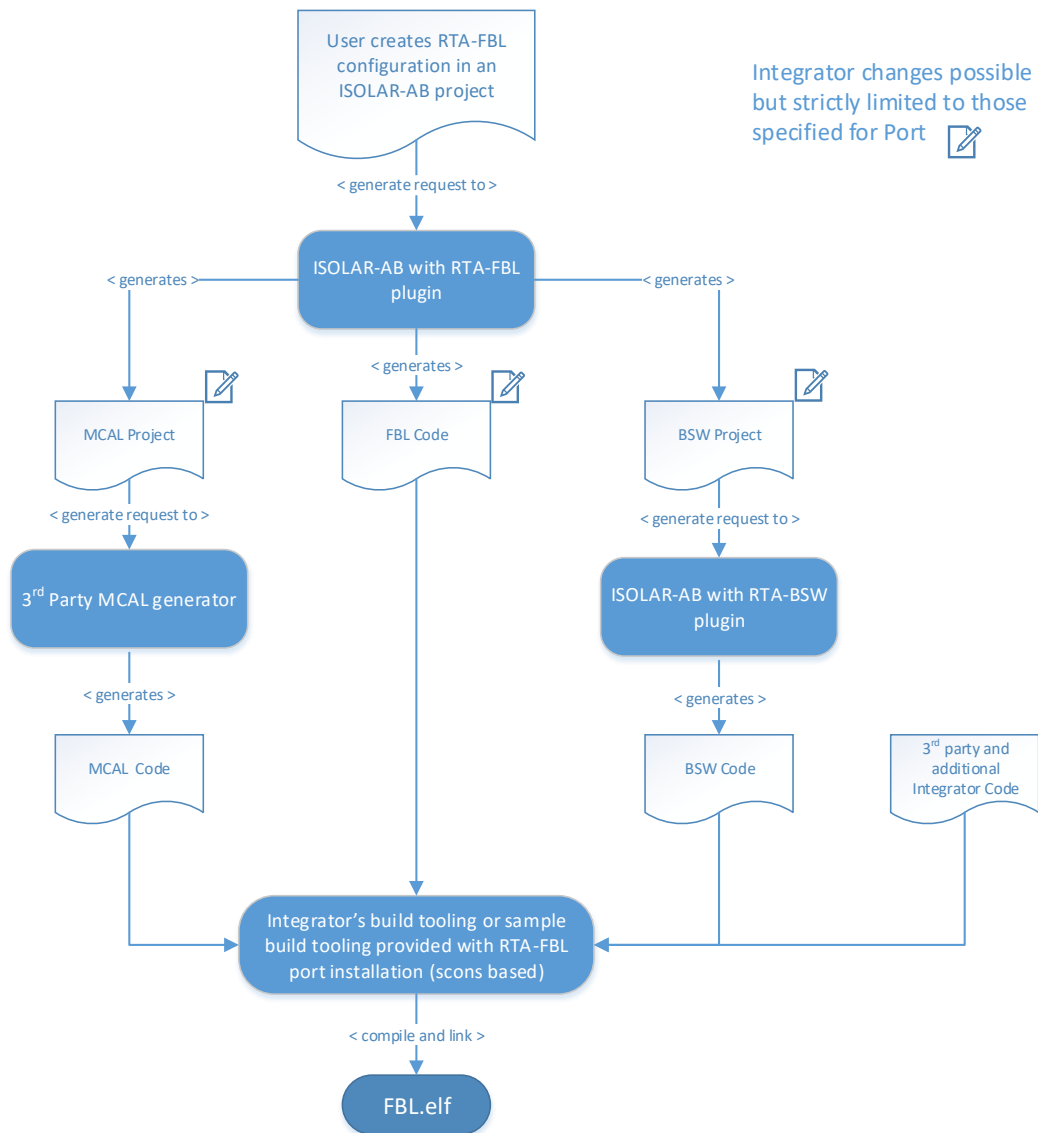 User creates RTA-FBL
configuration in an
ISOLAR-AB project
Integrator changes possible
but strictly limited to those
specified for Port
< generate request to >
ISOLAR-AB with RTA-FBL
plugin
< generates >
< generates >
< generates >
MCAL Project
FBL Code
BSW Project
< generate request to >
< generate request to >
3rd Party MCAL generator
ISOLAR-AB with RTA-BSW
plugin
< generates >
< generates >
MCAL Code
BSW Code
3rd party and
additional
Integrator Code
Integrator’s build tooling or sample
build tooling provided with RTA-FBL
port installation (scons based)
< compile and link >
FBL.elf